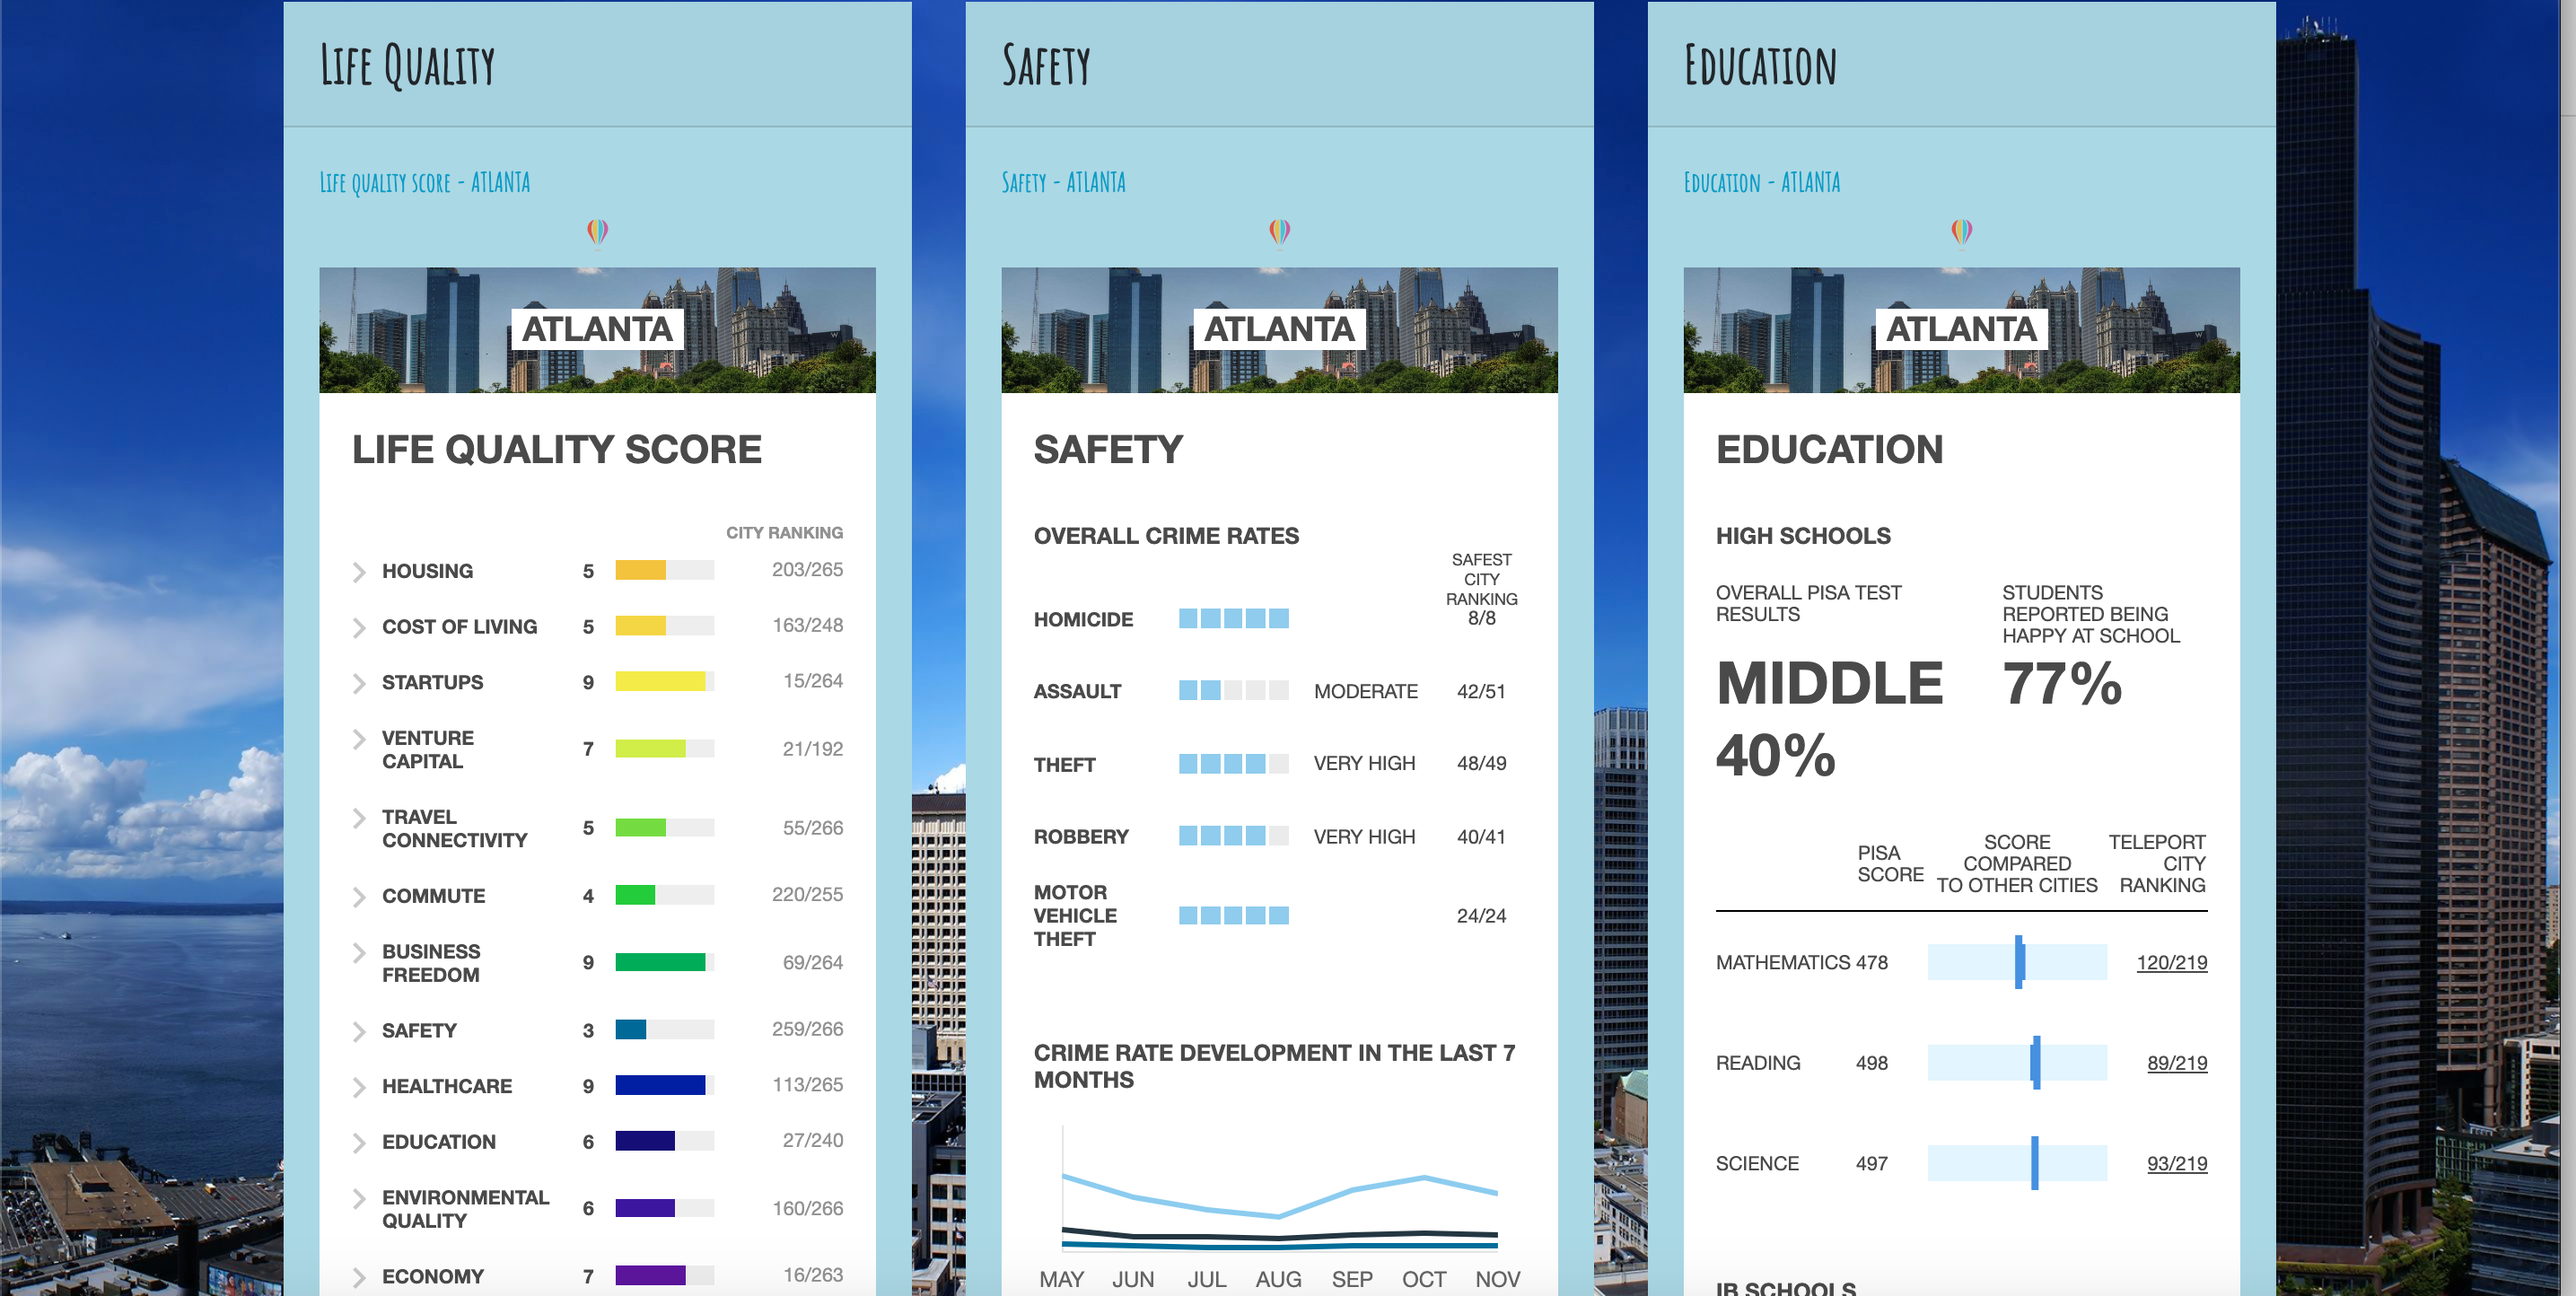 Life Quality
Life quality score - ATLANTA
ATLANTA
LIFE QUALITY SCORE
CITY RANKING
HOUSING 5 203/265
COST OF LIVING 5 163/248
STARTUPS 9 15/264
VENTURE
CAPITAL 7 21/192
TRAVEL
CONNECTIVITY 5 55/266
COMMUTE 4 220/255
BUSINESS
FREEDOM 9 69/264
SAFETY 3 259/266
HEALTHCARE 9 113/265
EDUCATION 6 27/240
ENVIRONMENTAL
QUALITY 6 160/266
ECONOMY 7 16/263
Safety
Safety - ATLANTA
ATLANTA
SAFETY
OVERALL CRIME RATES
SAFEST
CITY
RANKING
HOMICIDE 8/8
ASSAULT MODERATE 42/51
THEFT VERY HIGH 48/49
ROBBERY VERY HIGH 40/41
MOTOR
VEHICLE 24/24
THEFT
CRIME RATE DEVELOPMENT IN THE LAST 7
MONTHS
MAY JUN JUL AUG SEP OCT NOV
Education
Education - ATLANTA
ATLANTA
EDUCATION
HIGH SCHOOLS
OVERALL PISA TEST
RESULTS
MIDDLE
40%
STUDENTS
REPORTED BEING
HAPPY AT SCHOOL
77%
PISA
SCORE
SCORE
COMPARED
TO OTHER CITIES
TELEPORT
CITY
RANKING
MATHEMATICS 478 120/219
READING 498 89/219
SCIENCE 497 93/219
IB SCHOOLS